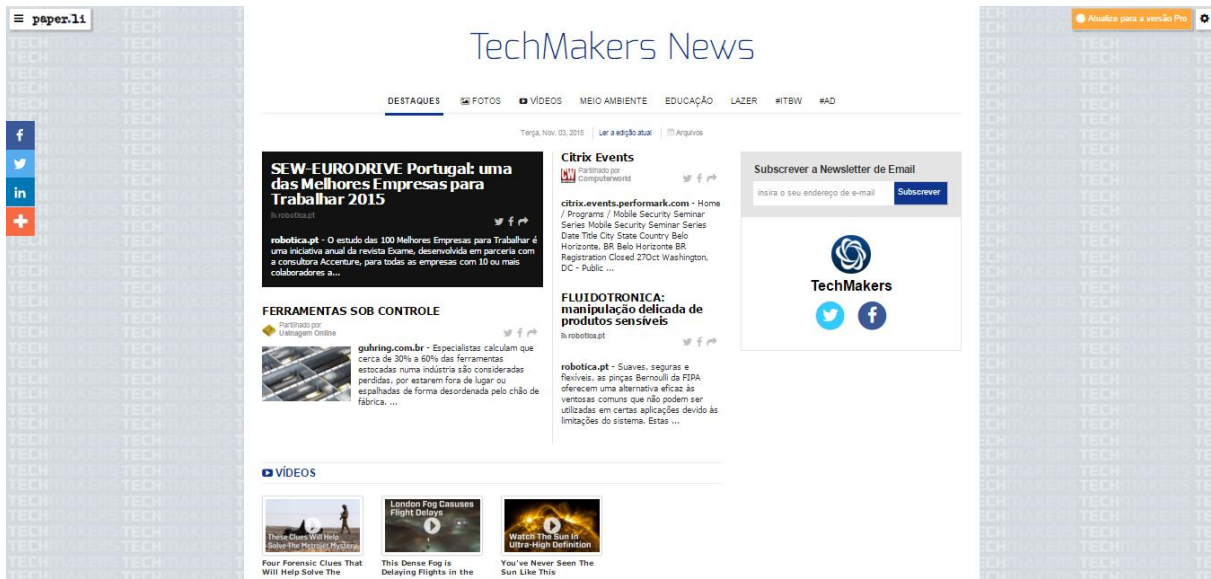 ≡ paper.li
Atualize para a versão Pro
TechMakers News
DESTAQUES FOTOS VÍDEOS MEIO AMBIENTE EDUCAÇÃO LAZER #ITBW #AD
Terça, Nov. 03, 2015 Ler a edição atual Arquivos
SEW-EURODRIVE Portugal: uma
das Melhores Empresas para
Trabalhar 2015
robotica.pt
robotica.pt - O estudo das 100 Melhores Empresas para Trabalhar é
uma iniciativa anual da revista Exame, desenvolvida em parceria com
a consultora Accenture, para todas as empresas com 10 ou mais
colaboradores a...
FERRAMENTAS SOB CONTROLE
Partilhado por
Usinagem Online
guhring.com.br - Especialistas calculam que
cerca de 30% a 60% das ferramentas
estocadas numa indústria são consideradas
perdidas, por estarem fora de lugar ou
espalhadas de forma desordenada pelo chão de
fábrica. ...
Citrix Events
CW Partilhado por
Computerworld
citrix.events.performark.com - Home
/ Programs / Mobile Security Seminar
Series Mobile Security Seminar Series
Date Title City State Country Belo
Horizonte, BR Belo Horizonte BR
Registration Closed 27Oct Washington,
DC - Public ...
FLUIDOTRONICA:
manipulação delicada de
produtos sensíveis
robotica.pt
robotica.pt - Suaves, seguras e
flexíveis, as pinças Bernoulli da FIPA
oferecem uma alternativa eficaz às
ventosas comuns que não podem ser
utilizadas em certas aplicações devido às
limitações do sistema. Estas ...
Subscrever a Newsletter de Email
insira o seu endereço de e-mail Subscrever
TechMakers
VÍDEOS
These Clues Will Help
Solve The Metrojet Mystery
Four Forensic Clues That
Will Help Solve The
London Fog Casuses
Flight Delays
This Dense Fog is
Delaying Flights in the
Watch The Sun In
Ultra-High Definition
You've Never Seen The
Sun Like This